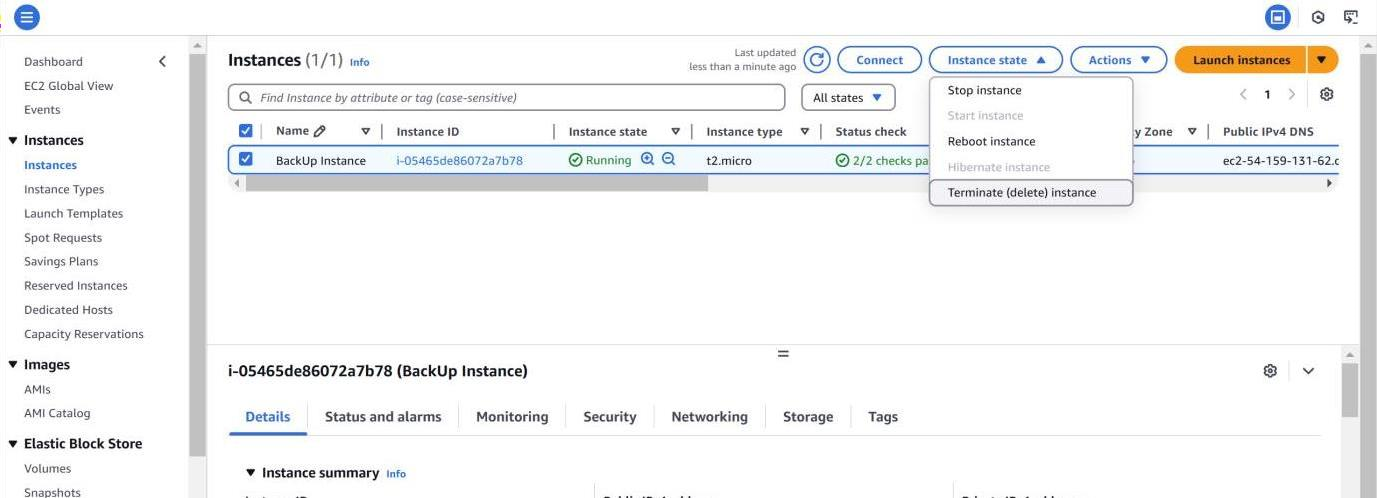 Dashboard
EC2 Global View
Events
Instances
Instances
Instance Types
Launch Templates
Spot Requests
Savings Plans
Reserved Instances
Dedicated Hosts
Capacity Reservations
Images
AMIs
AMI Catalog
Elastic Block Store
Volumes
Snapshots
Instances (1/1) Info
Last updated
less than a minute ago
Connect
Instance state
Actions
Launch instances
Find Instance by attribute or tag (case-sensitive)
All states
1
Stop instance
Start instance
Reboot instance
Hibernate instance
Terminate (delete) instance
Name Instance ID Instance state Instance type Status check y Zone Public IPv4 DNS
BackUp Instance i-05465de86072a7b78 Running t2.micro 2/2 checks pa ec2-54-159-131-62.c
i-05465de86072a7b78 (BackUp Instance)
Details Status and alarms Monitoring Security Networking Storage Tags
Instance summary Info